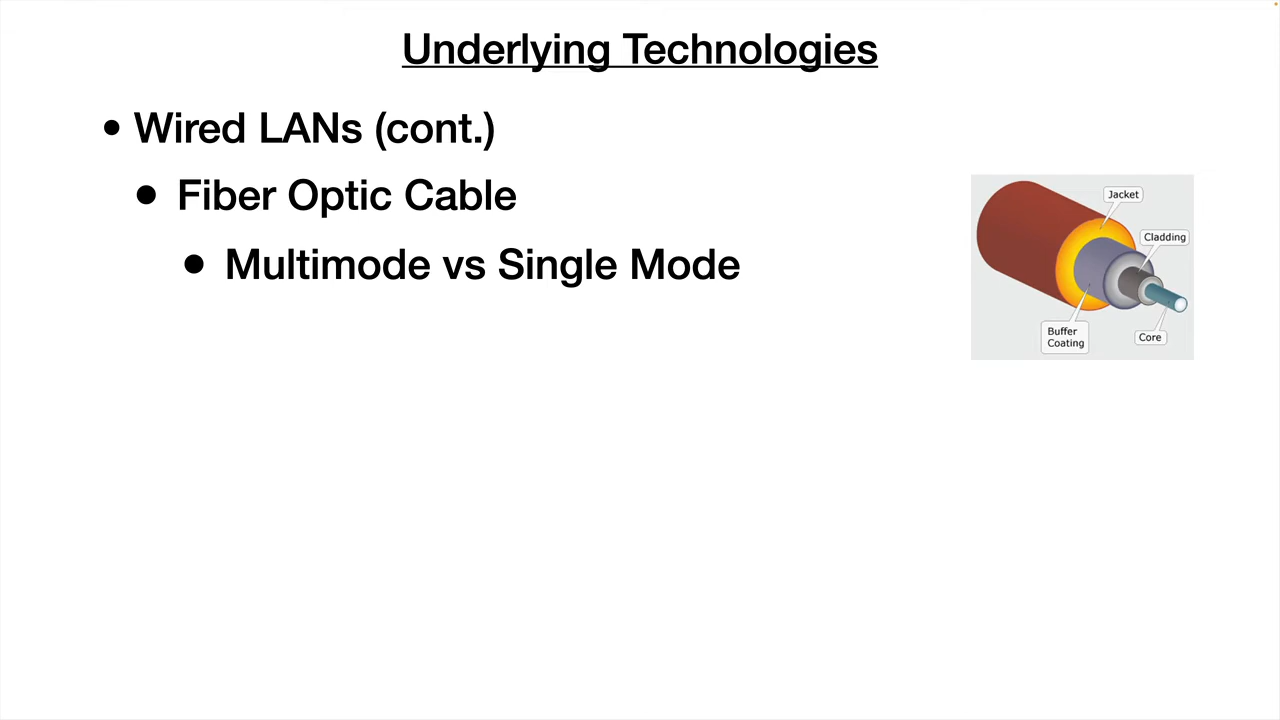 Underlying Technologies
• Wired LANs (cont.)
• Fiber Optic Cable
• Multimode vs Single Mode
Jacket
Cladding
Buffer
Coating
Core